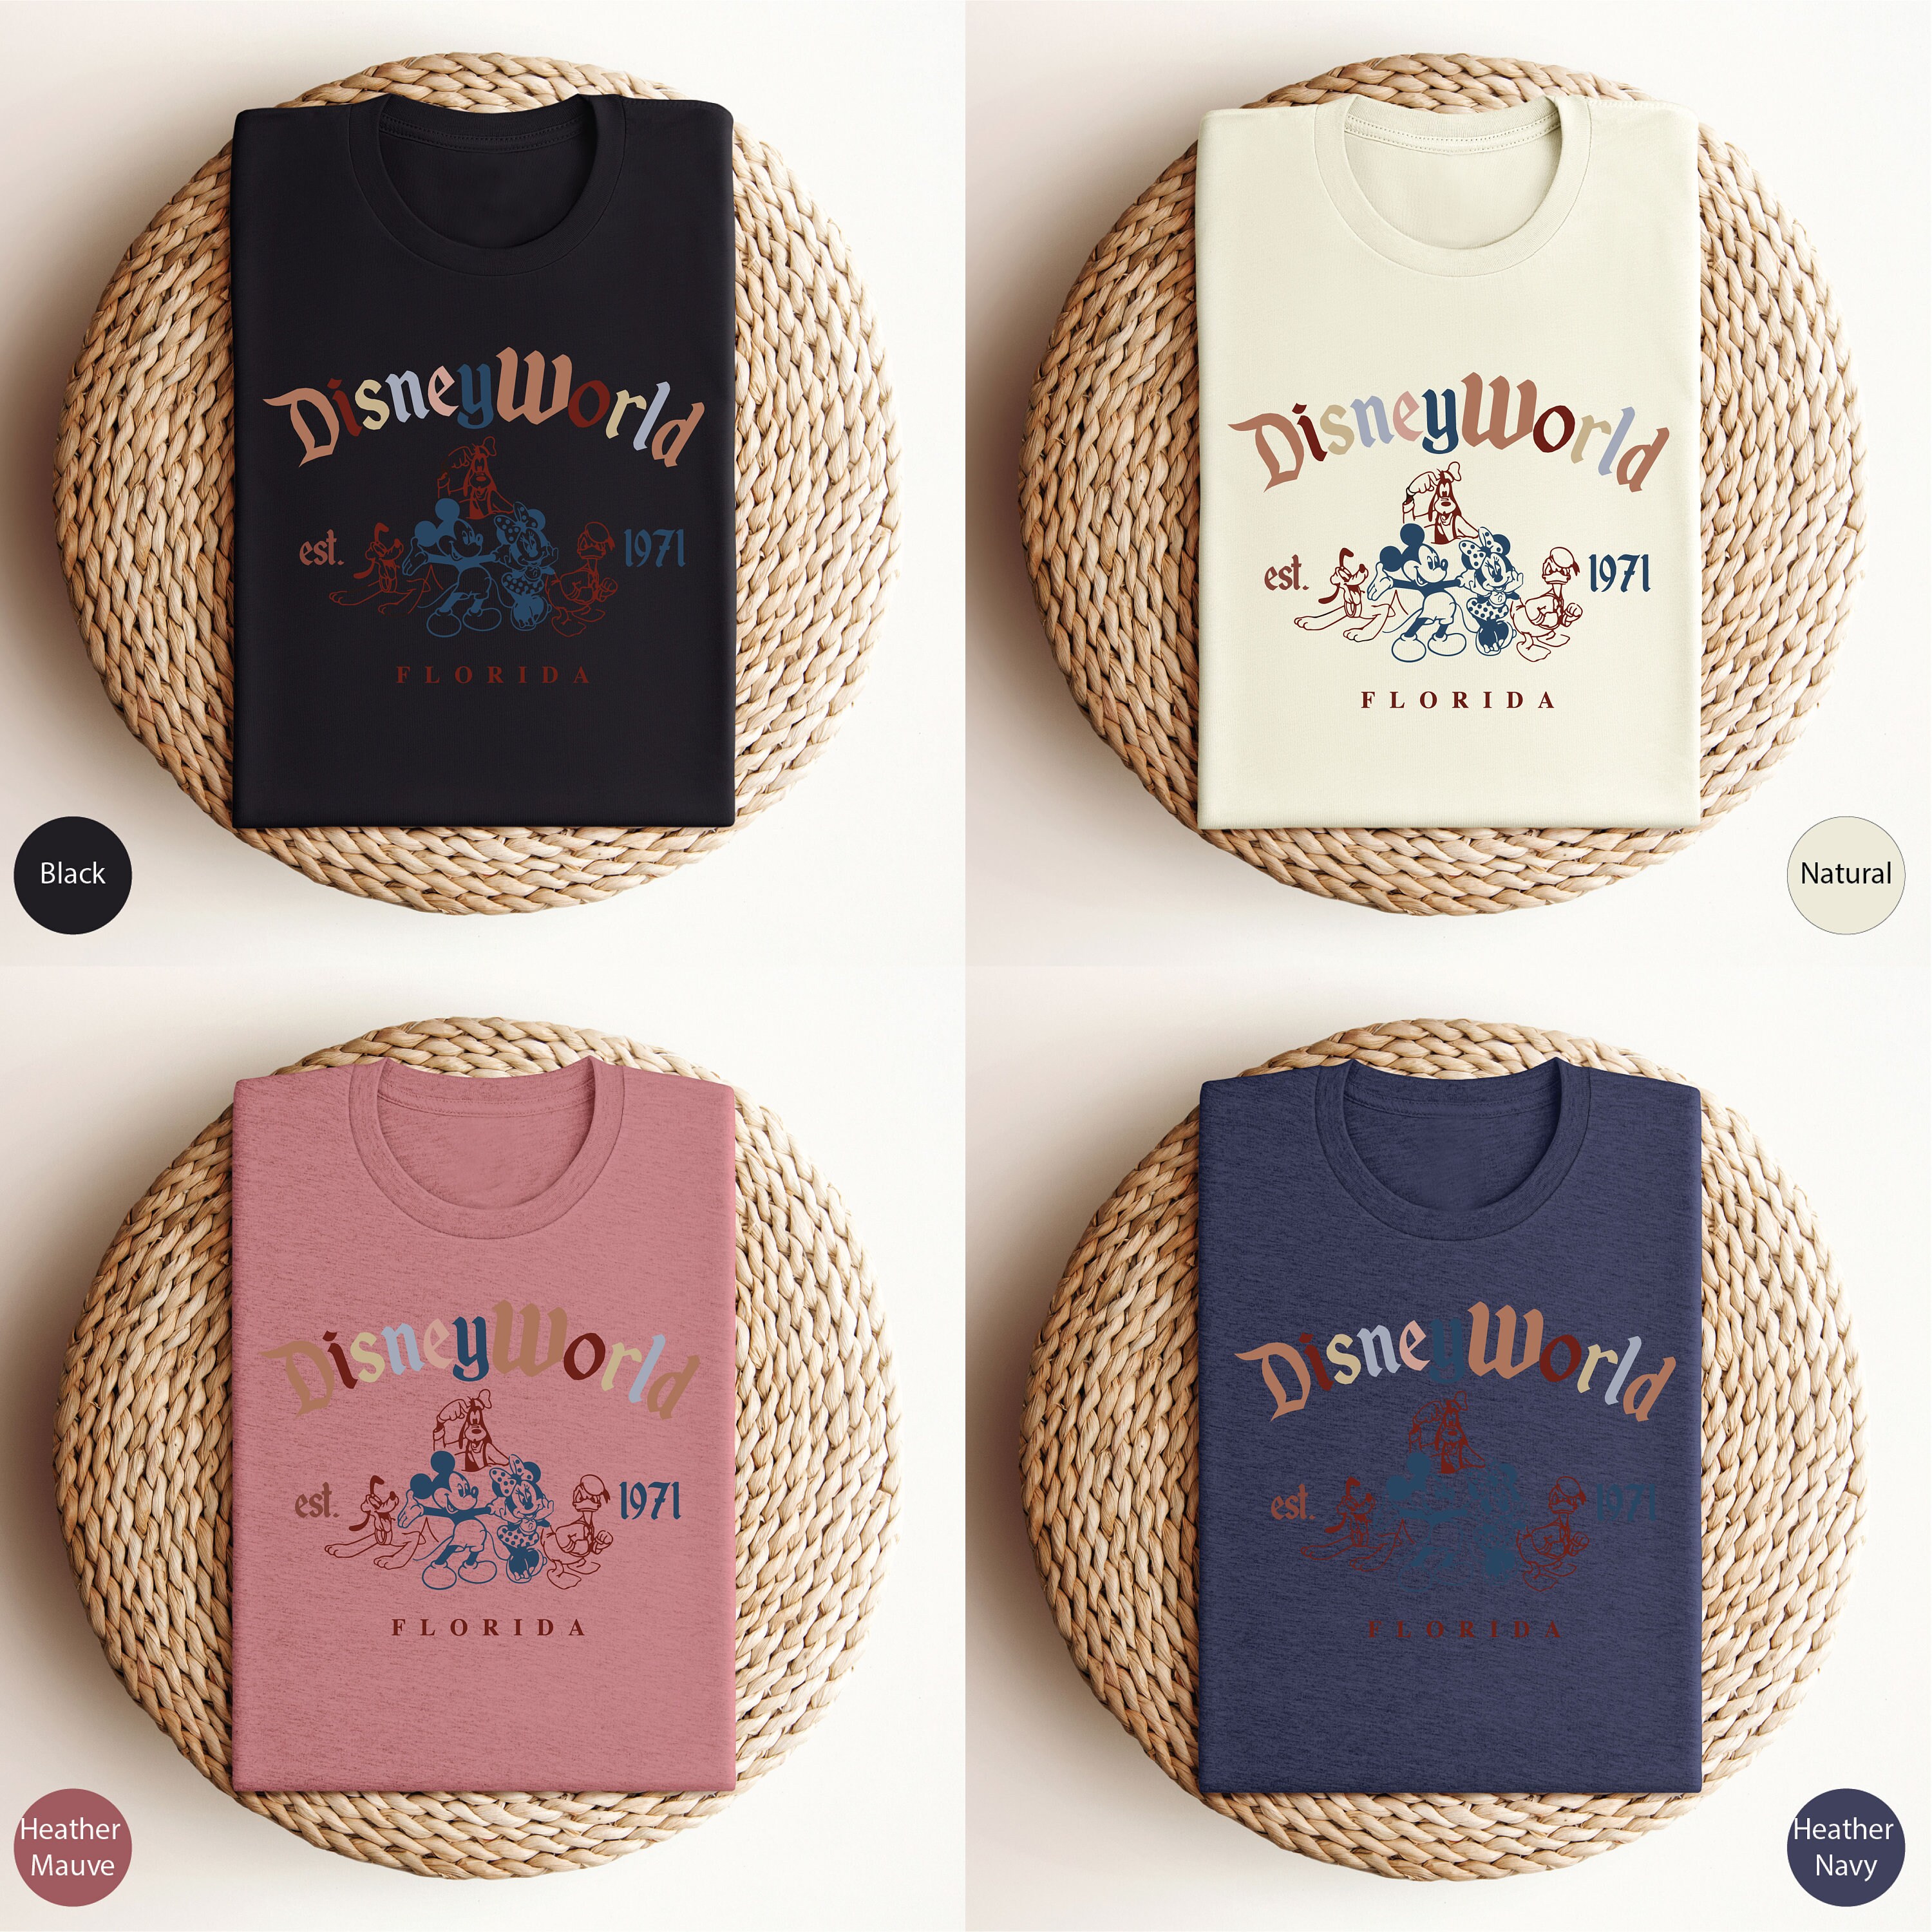 DisneyWorld
est. 1971
FLORIDA
Black
DisneyWorld
est. 1971
FLORIDA
Natural
DisneyWorld
est. 1971
FLORIDA
Heather
Mauve
DisneyWorld
est. 1971
FLORIDA
Heather
Navy